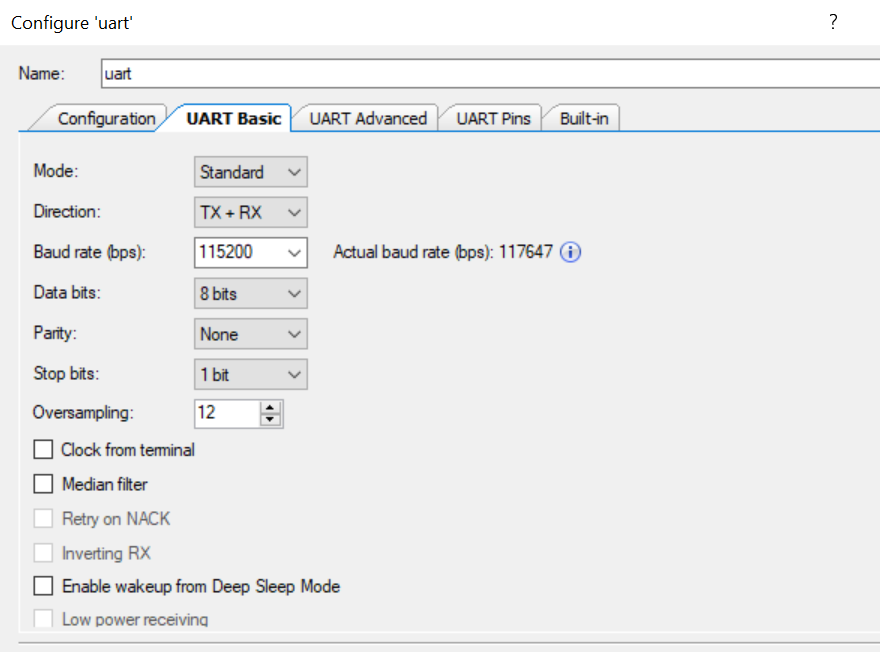 Configure 'uart' ?
Name: uart
Configuration UART Basic UART Advanced UART Pins Built-in
Mode: Standard
Direction: TX + RX
Baud rate (bps): 115200 Actual baud rate (bps): 117647
Data bits: 8 bits
Parity: None
Stop bits: 1 bit
Oversampling: 12
Clock from terminal
Median filter
Retry on NACK
Inverting RX
Enable wakeup from Deep Sleep Mode
Low power receiving